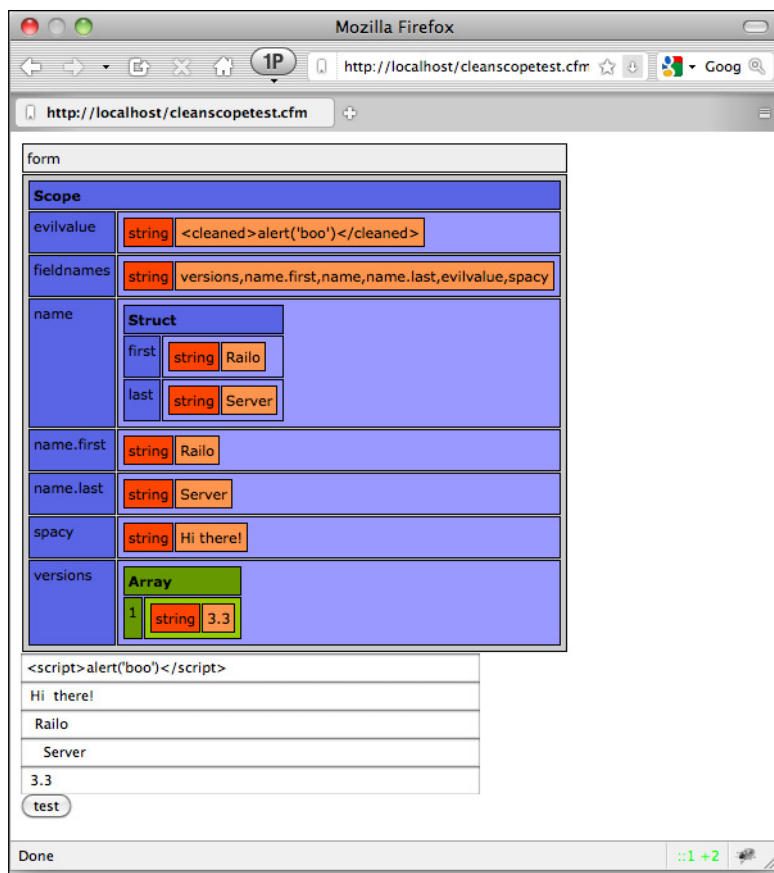 Mozilla Firefox
1P
http://localhost/cleanscopetest.cfm
Goog
http://localhost/cleanscopetest.cfm
form
Scope
evilvalue string <cleaned>alert('boo')</cleaned>
fieldnames string versions,name.first,name,name.last,evilvalue,spacy
name Struct
first string Railo
last string Server
name.first string Railo
name.last string Server
spacy string Hi there!
versions Array
1 string 3.3
<script>alert('boo')</script>
Hi  there!
Railo
Server
3.3
test
Done
::1 +2